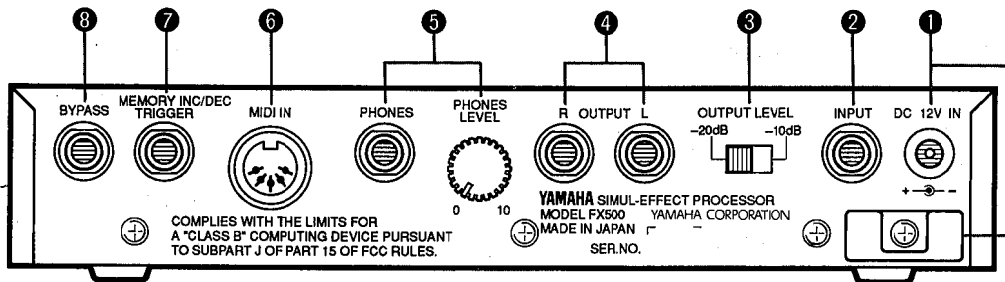 8 7 6 5 4 3 2 1
BYPASS
MEMORY INC/DEC
TRIGGER
MIDI IN
PHONES
PHONES
LEVEL
0 10
R OUTPUT L
OUTPUT LEVEL
-20dB -10dB
INPUT
DC 12V IN
+ -
YAMAHA SIMUL-EFFECT PROCESSOR
MODEL FX500 YAMAHA CORPORATION
MADE IN JAPAN
SER.NO.
COMPLIES WITH THE LIMITS FOR
A "CLASS B" COMPUTING DEVICE PURSUANT
TO SUBPART J OF PART 15 OF FCC RULES.